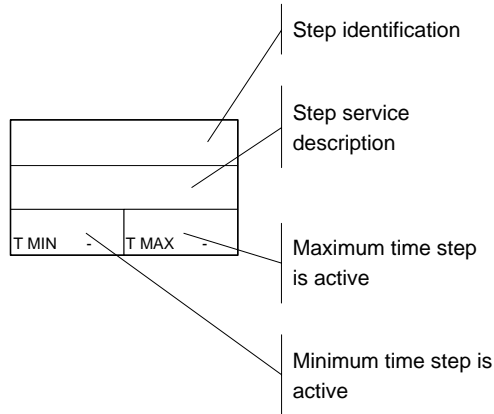 Step identification
Step service
description
T MIN - T MAX -
Maximum time step
is active
Minimum time step is
active